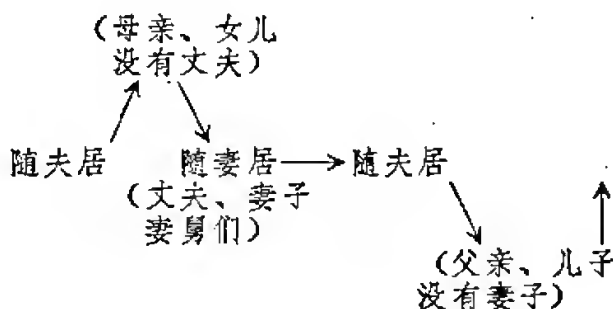 （母亲、女儿
没有丈夫）
随夫居 随妻居 随夫居
（丈夫、妻子
妻舅们）
（父亲、儿子
没有妻子）